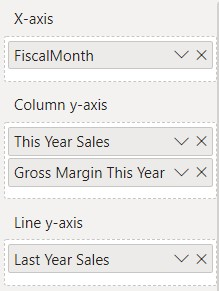 X-axis
FiscalMonth
Column y-axis
This Year Sales
Gross Margin This Year
Line y-axis
Last Year Sales